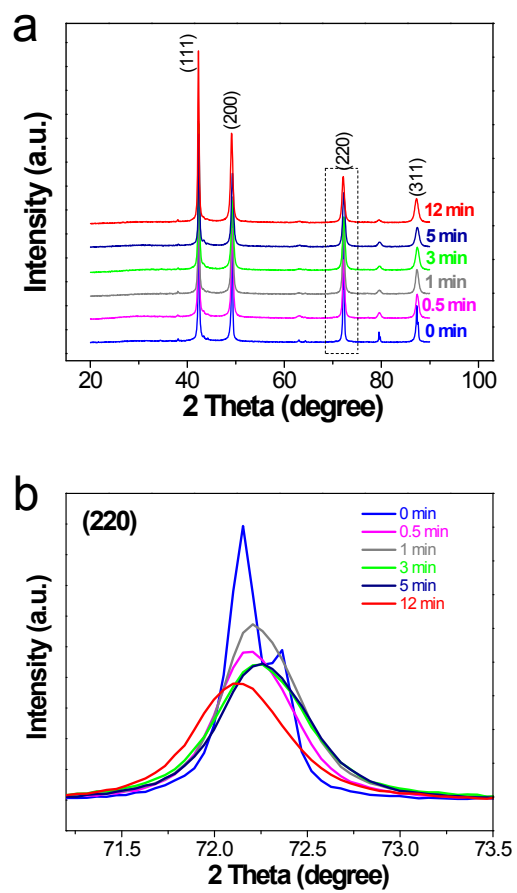 a
Intensity (a.u.)
(111)
(200)
(220)
(311)
12 min
5 min
3 min
1 min
0.5 min
0 min
20 40 60 80 100
2 Theta (degree)
b
Intensity (a.u.)
(220)
0 min
0.5 min
1 min
3 min
5 min
12 min
71.5 72.0 72.5 73.0 73.5
2 Theta (degree)